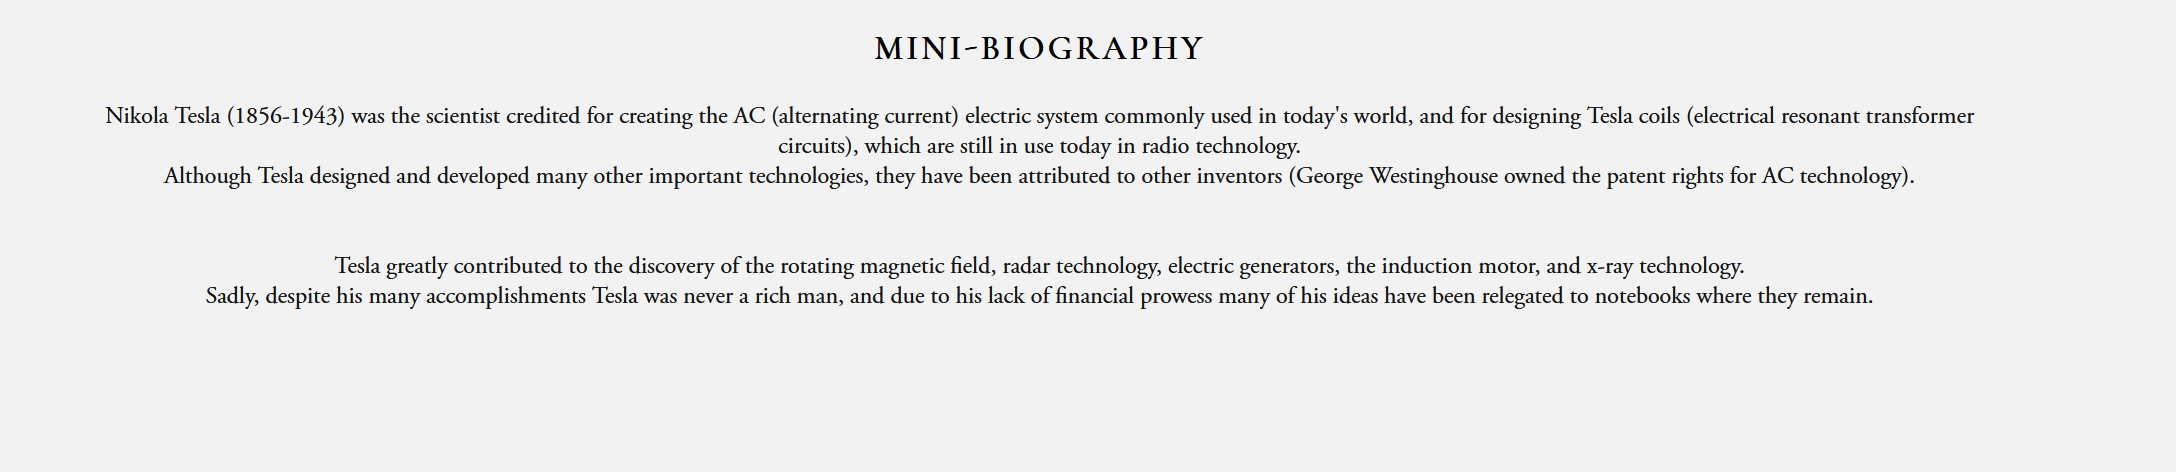 MINI-BIOGRAPHY
Nikola Tesla (1856-1943) was the scientist credited for creating the AC (alternating current) electric system commonly used in today's world, and for designing Tesla coils (electrical resonant transformer
circuits), which are still in use today in radio technology.
Although Tesla designed and developed many other important technologies, they have been attributed to other inventors (George Westinghouse owned the patent rights for AC technology).
Tesla greatly contributed to the discovery of the rotating magnetic field, radar technology, electric generators, the induction motor, and x-ray technology.
Sadly, despite his many accomplishments Tesla was never a rich man, and due to his lack of financial prowess many of his ideas have been relegated to notebooks where they remain.